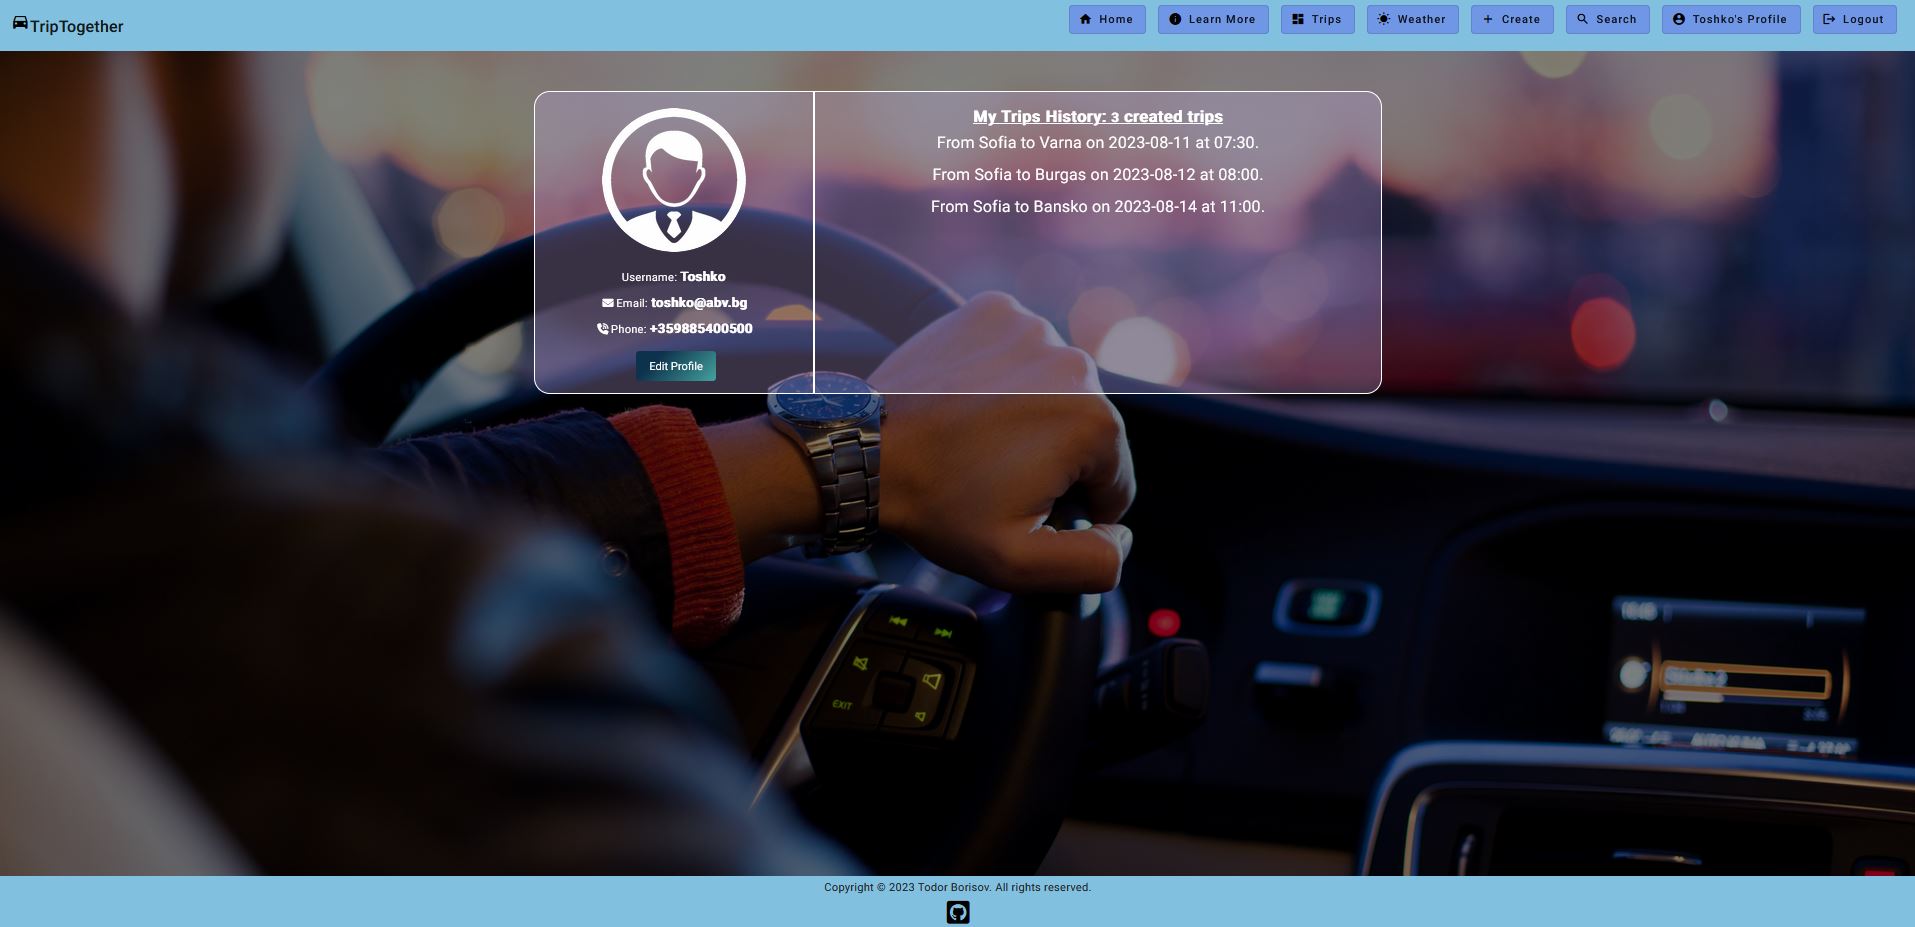 TripTogether
Home Learn More Trips Weather Create Search Toshko's Profile Logout
Username: Toshko
Email: toshko@abv.bg
Phone: +359885400500
Edit Profile
My Trips History: 3 created trips
From Sofia to Varna on 2023-08-11 at 07:30.
From Sofia to Burgas on 2023-08-12 at 08:00.
From Sofia to Bansko on 2023-08-14 at 11:00.
EXIT
Copyright © 2023 Todor Borisov. All rights reserved.